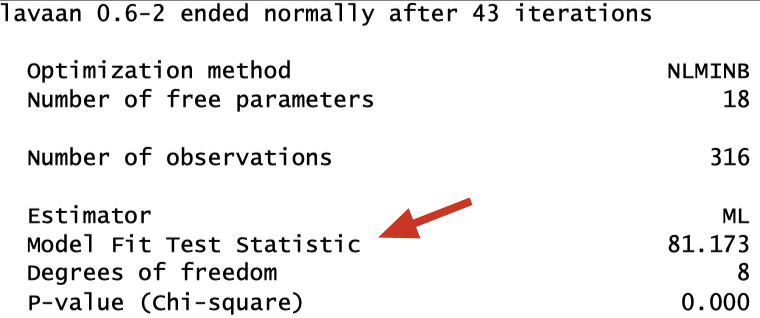 lavaan 0.6-2 ended normally after 43 iterations
Optimization method NLMINB
Number of free parameters 18
Number of observations 316
Estimator ML
Model Fit Test Statistic 81.173
Degrees of freedom 8
P-value (Chi-square) 0.000